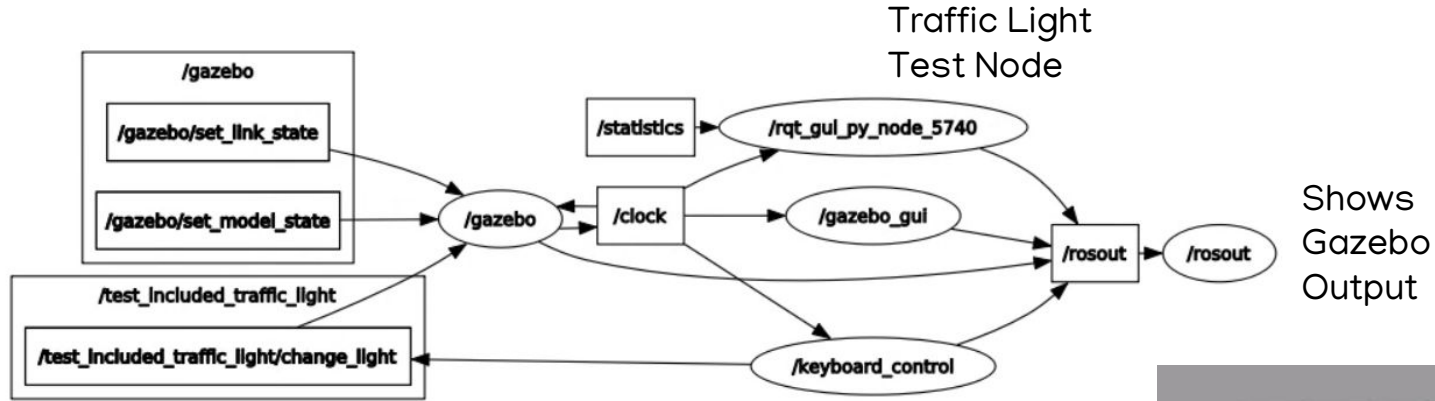 Traffic Light
Test Node
/gazebo
/gazebo/set_link_state
/gazebo/set_model_state
/test_included_traffic_light
/test_included_traffic_light/change_light
/gazebo
/statistics
/clock
/rqt_gui_py_node_5740
/gazebo_gui
/keyboard_control
/rosout
/rosout
Shows
Gazebo
Output